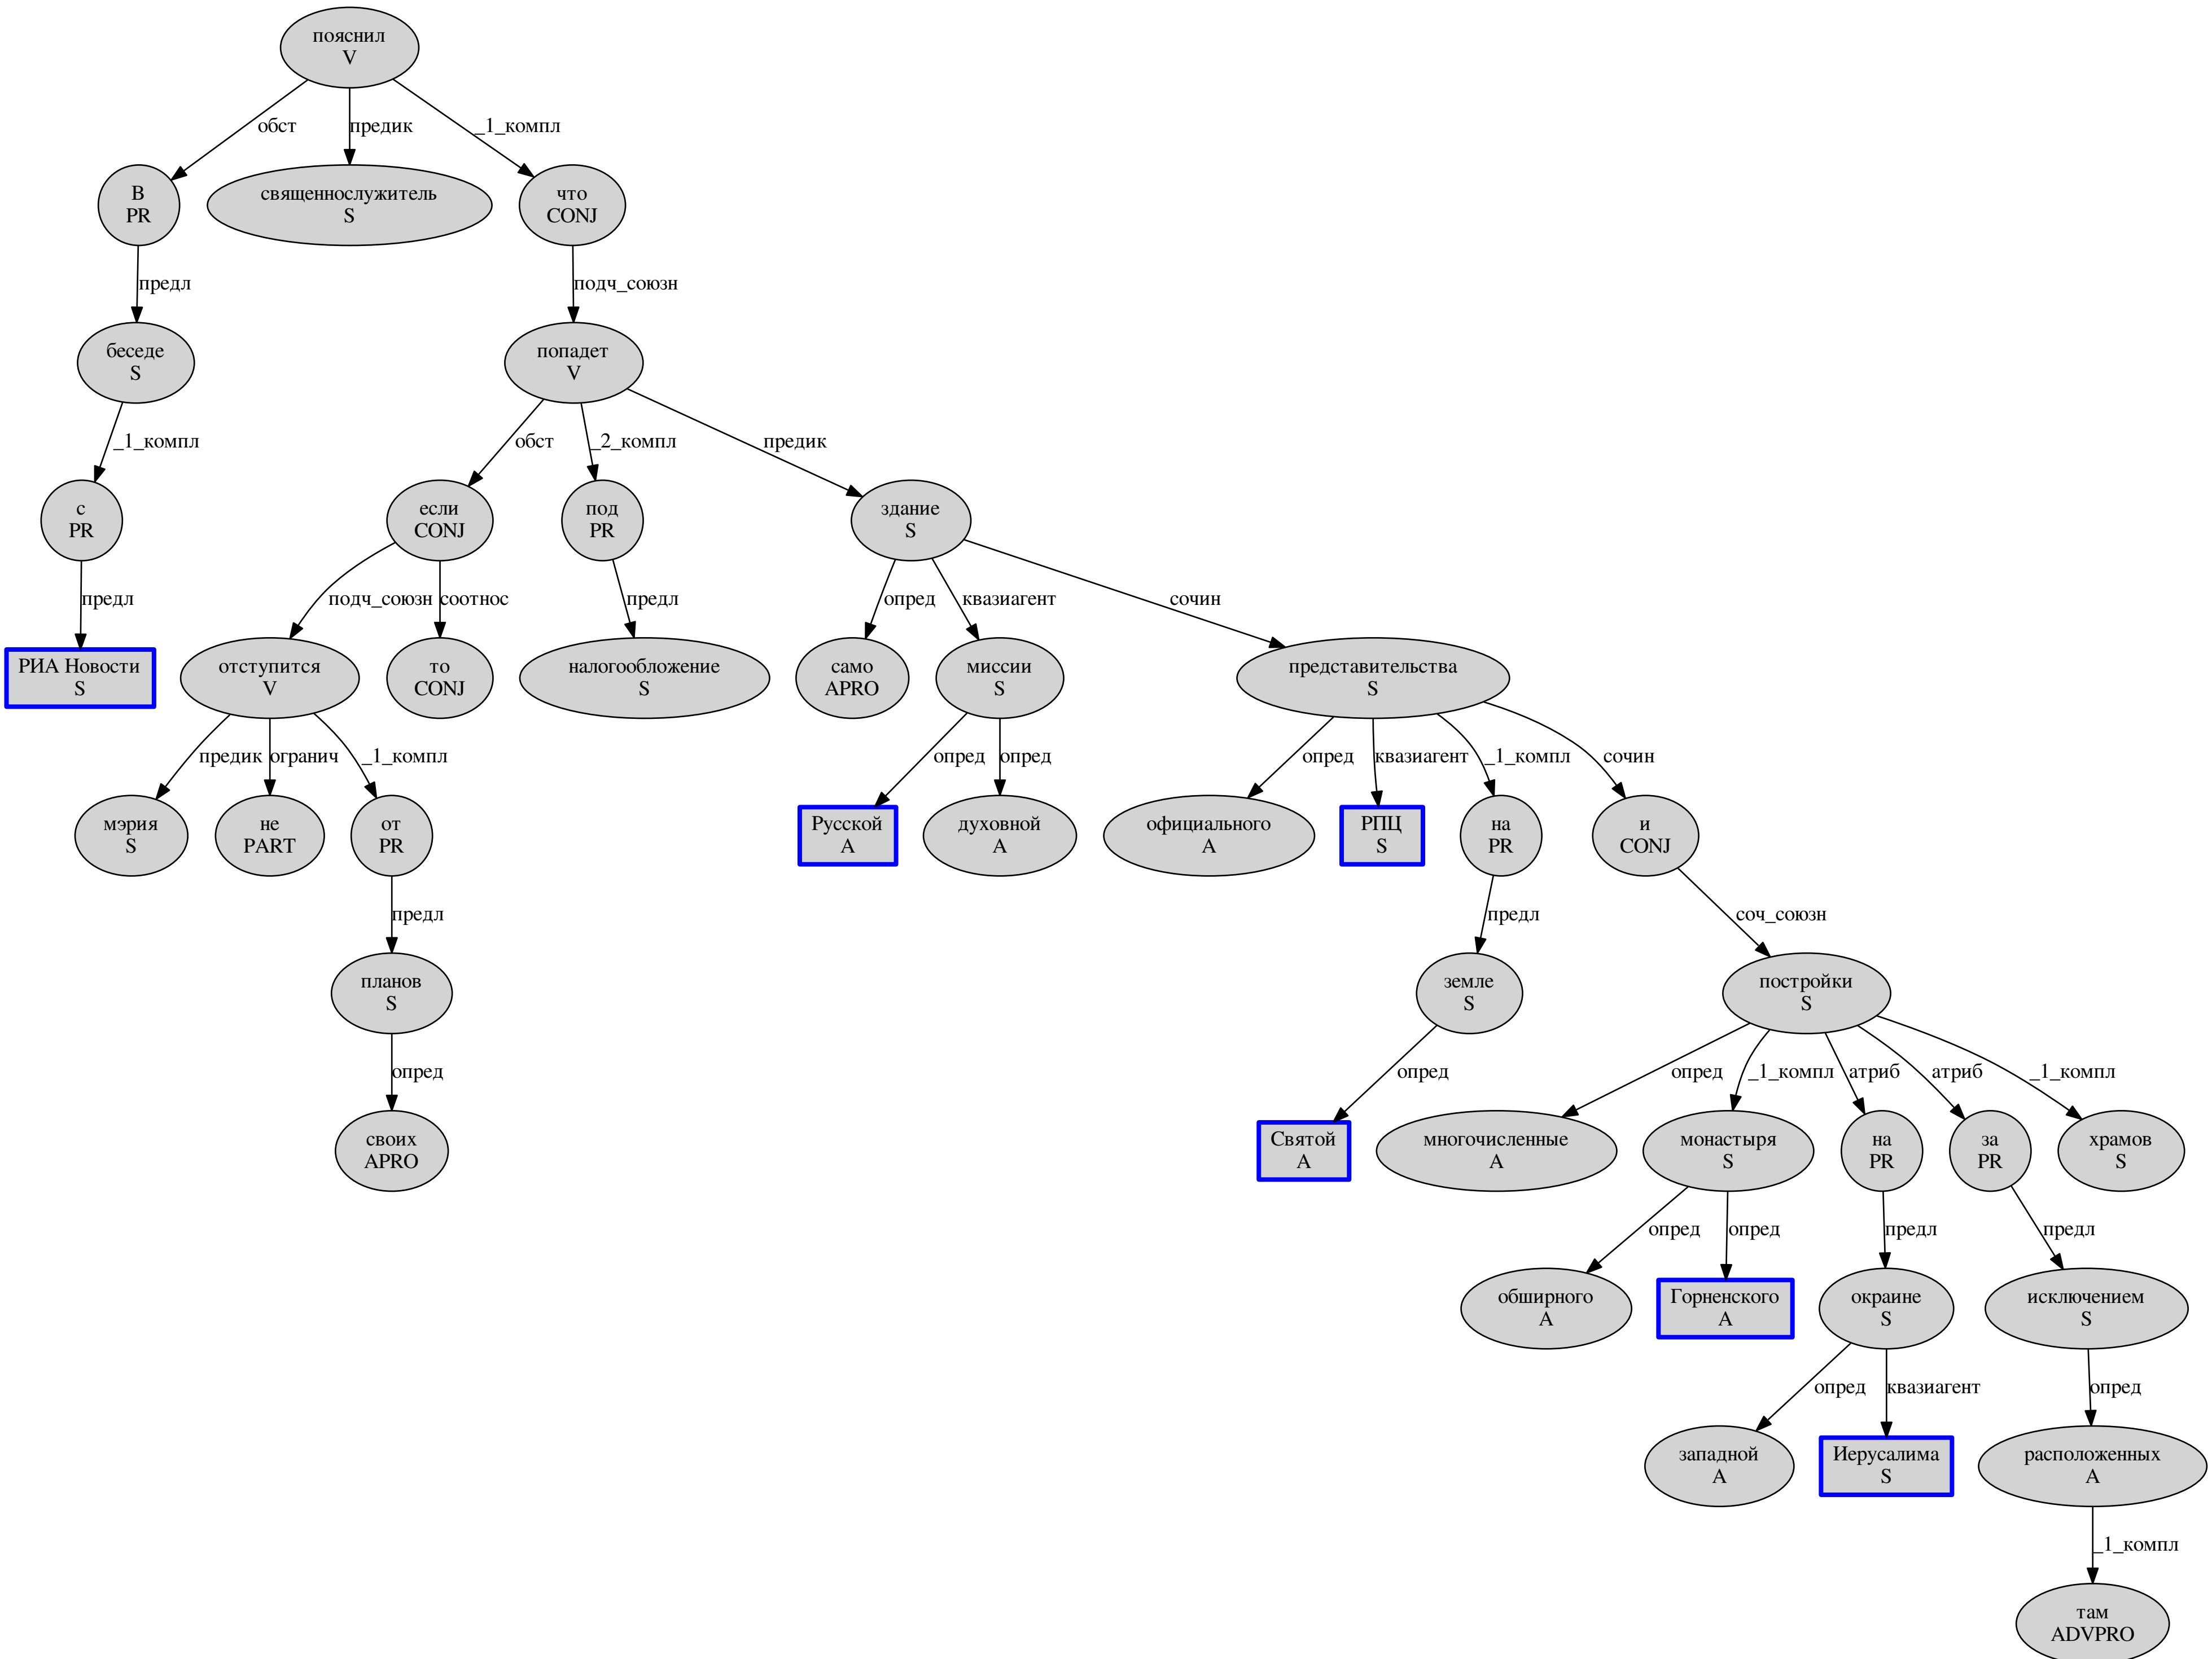 пояснил
V
обст
предик
_1_компл
В
PR
священнослужитель
S
что
CONJ
предл
подч_союзн
беседе
S
попадет
V
_1_компл
обст
_2_компл
предик
с
PR
если
CONJ
под
PR
здание
S
предл
подч_союзн
соотнос
предл
опред
квазиагент
сочин
РИА Новости
S
отступится
V
то
CONJ
налогообложение
S
само
APRO
миссии
S
представительства
S
предик
огранич
_1_компл
опред
опред
опред
квазиагент
_1_компл
сочин
мэрия
S
не
PART
от
PR
Русской
A
духовной
A
официального
A
РПЦ
S
на
PR
и
CONJ
предл
предл
соч_союзн
планов
S
земле
S
постройки
S
опред
опред
опред
_1_компл
атриб
атриб
_1_компл
своих
APRO
Святой
A
многочисленные
A
монастыря
S
на
PR
за
PR
храмов
S
опред
опред
предл
предл
обширного
A
Горненского
A
окраине
S
исключением
S
опред
квазиагент
опред
западной
A
Иерусалима
S
расположенных
A
_1_компл
там
ADVPRO